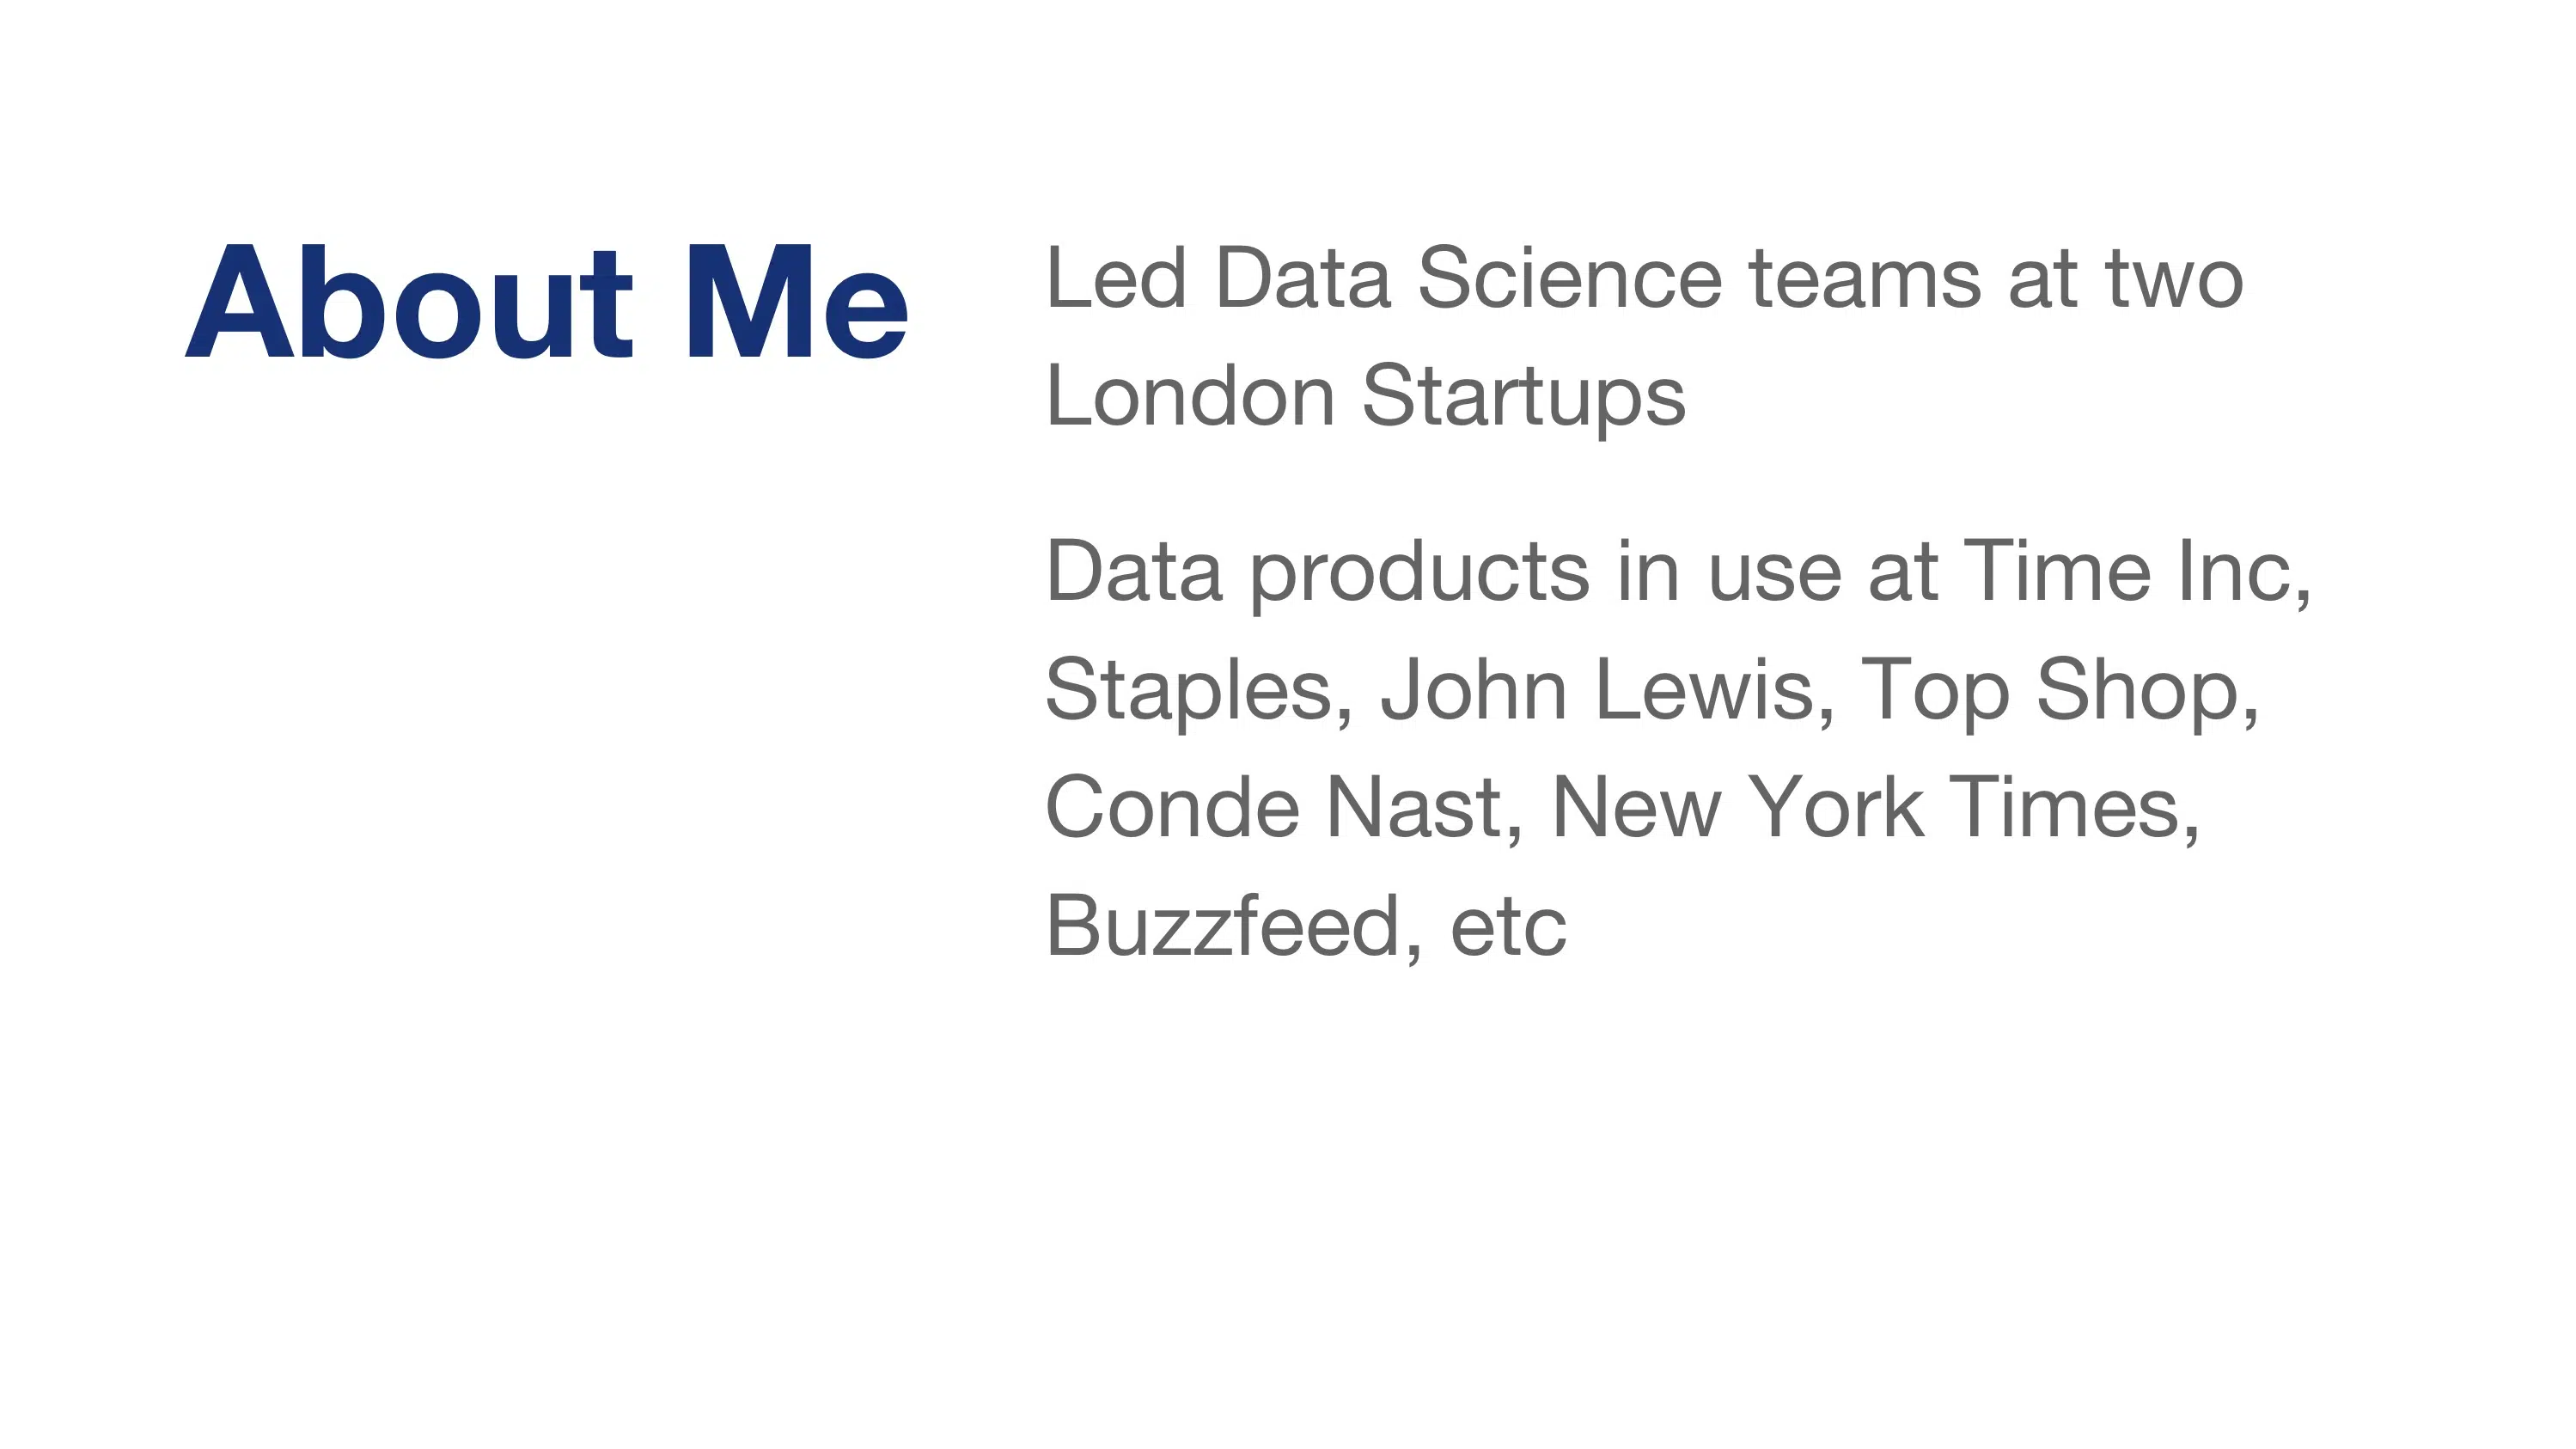 About Me
Led Data Science teams at two
London Startups
Data products in use at Time Inc,
Staples, John Lewis, Top Shop,
Conde Nast, New York Times,
Buzzfeed, etc